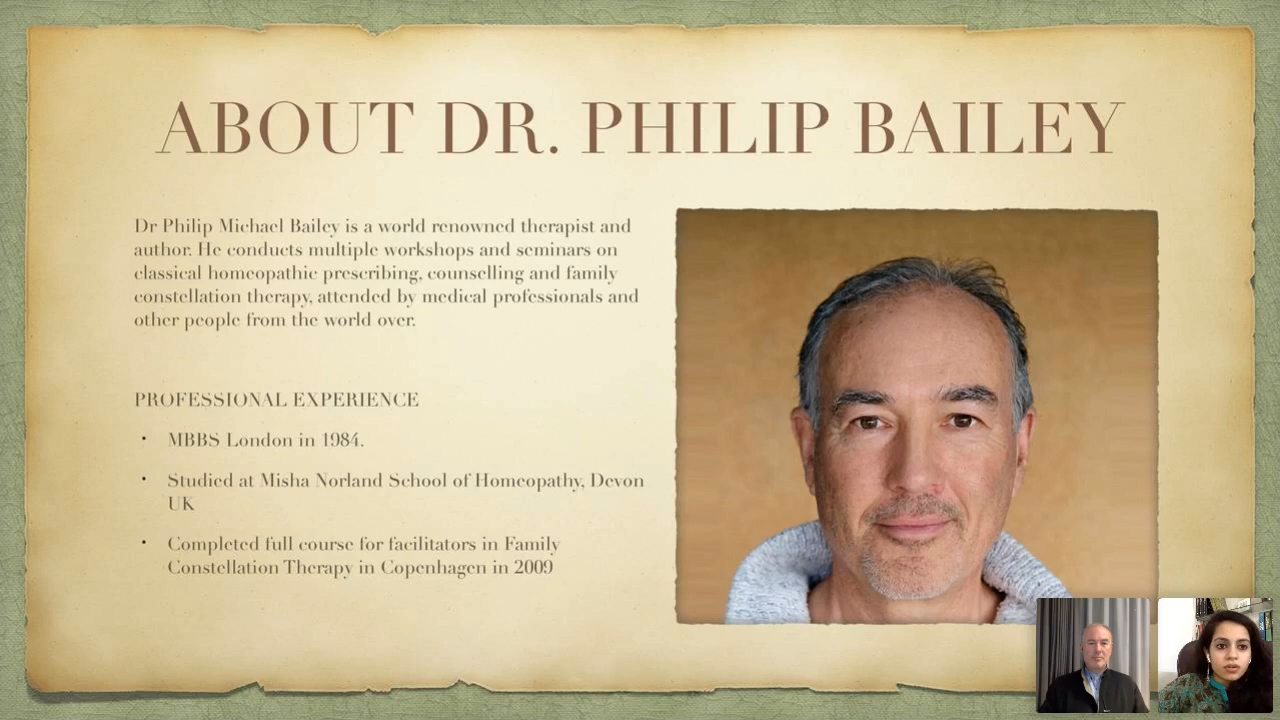 ABOUT DR. PHILIP BAILEY
Dr Philip Michael Bailey is a world renowned therapist and
author. He conducts multiple workshops and seminars on
classical homeopathic prescribing, counselling and family
constellation therapy, attended by medical professionals and
other people from the world over.
PROFESSIONAL EXPERIENCE
• MBBS London in 1984.
• Studied at Misha Norland School of Homeopathy, Devon
UK
• Completed full course for facilitators in Family
Constellation Therapy in Copenhagen in 2009